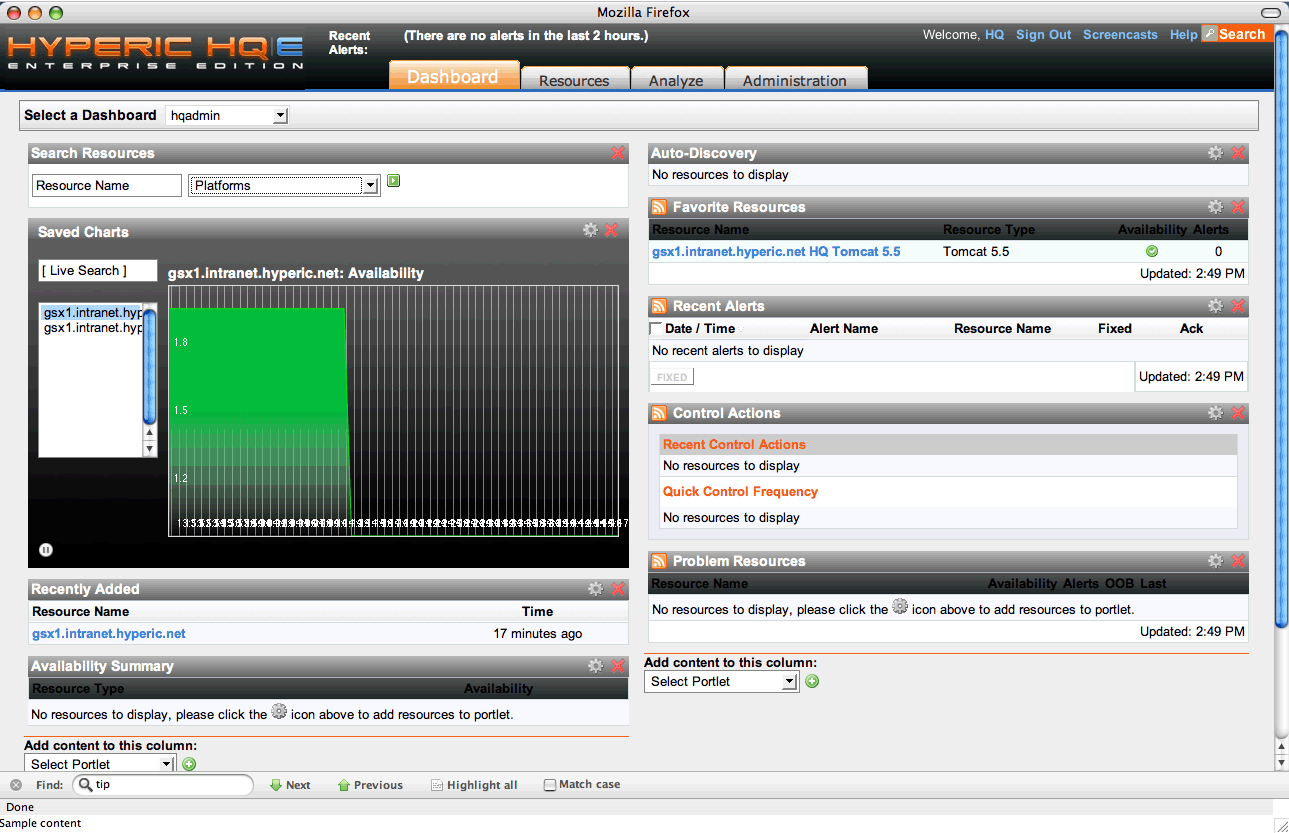 Mozilla Firefox
HYPERIC HQE
ENTERPRISE EDITION
Recent Alerts:
(There are no alerts in the last 2 hours.)
Welcome, HQ Sign Out Screencasts Help Search
Dashboard Resources Analyze Administration
Select a Dashboard hqadmin
Search Resources
Resource Name Platforms
Saved Charts
[ Live Search ]
gsx1.intranet.hyp
gsx1.intranet.hyp
gsx1.intranet.hyperic.net: Availability
1.8
1.5
1.2
Recently Added
Resource Name Time
gsx1.intranet.hyperic.net 17 minutes ago
Availability Summary
Resource Type Availability
No resources to display, please click the icon above to add resources to portlet.
Add content to this column:
Select Portlet
Auto-Discovery
No resources to display
Favorite Resources
Resource Name Resource Type Availability Alerts
gsx1.intranet.hyperic.net HQ Tomcat 5.5 Tomcat 5.5 0
Updated: 2:49 PM
Recent Alerts
Date / Time Alert Name Resource Name Fixed Ack
No recent alerts to display
FIXED Updated: 2:49 PM
Control Actions
Recent Control Actions
No resources to display
Quick Control Frequency
No resources to display
Problem Resources
Resource Name Availability Alerts OOB Last
No resources to display, please click the icon above to add resources to portlet.
Updated: 2:49 PM
Add content to this column:
Select Portlet
Find: tip Next Previous Highlight all Match case
Done
Sample content